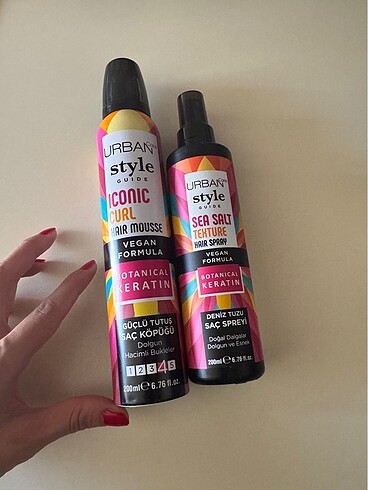 URBAN
style
GUIDE
ICONIC
CURL
HAIR MOUSSE
VEGAN
FORMULA
BOTANICAL
KERATIN
GÜÇLÜ TUTUŞ
SAÇ KÖPÜĞÜ
Dolgun
Hacimli Bukleler
1 2 3 4 5
200ml e 6.76 fl.oz.
URBAN
style
GUIDE
SEA SALT
TEXTURE
HAIR SPRAY
VEGAN
FORMULA
BOTANICAL
KERATIN
DENİZ TUZU
SAÇ SPREYİ
Doğal Dalgalar
Dolgun ve Esnek
200ml e 6.76 fl.oz.